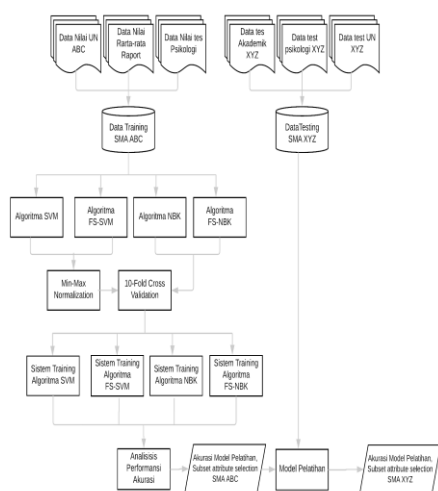 Data Nilai UN
ABC
Data Nilai
Rarta-rata
Raport
Data Nilai tes
Psikologi
Data tes
Akademik
XYZ
Data test
psikologi XYZ
Data test UN
XYZ
Data Training
SMA ABC
DataTesting
SMA XYZ
Algoritma SVM
Algoritma
FS-SVM
Algoritma NBK
Algoritma
FS-NBK
Min-Max
Normalization
10-Fold Cross
Validation
Sistem Training
Algoritma SVM
Sistem Training
Algoritma
FS-SVM
Sistem Training
Algoritma NBK
Sistem Training
Algoritma
FS-NBK
Analisisis
Performansi
Akurasi
Akurasi Model Pelatihan,
Subset attribute selection
SMA ABC
Model Pelatihan
Akurasi Model Pelatihan,
Subset attribute selection
SMA XYZ